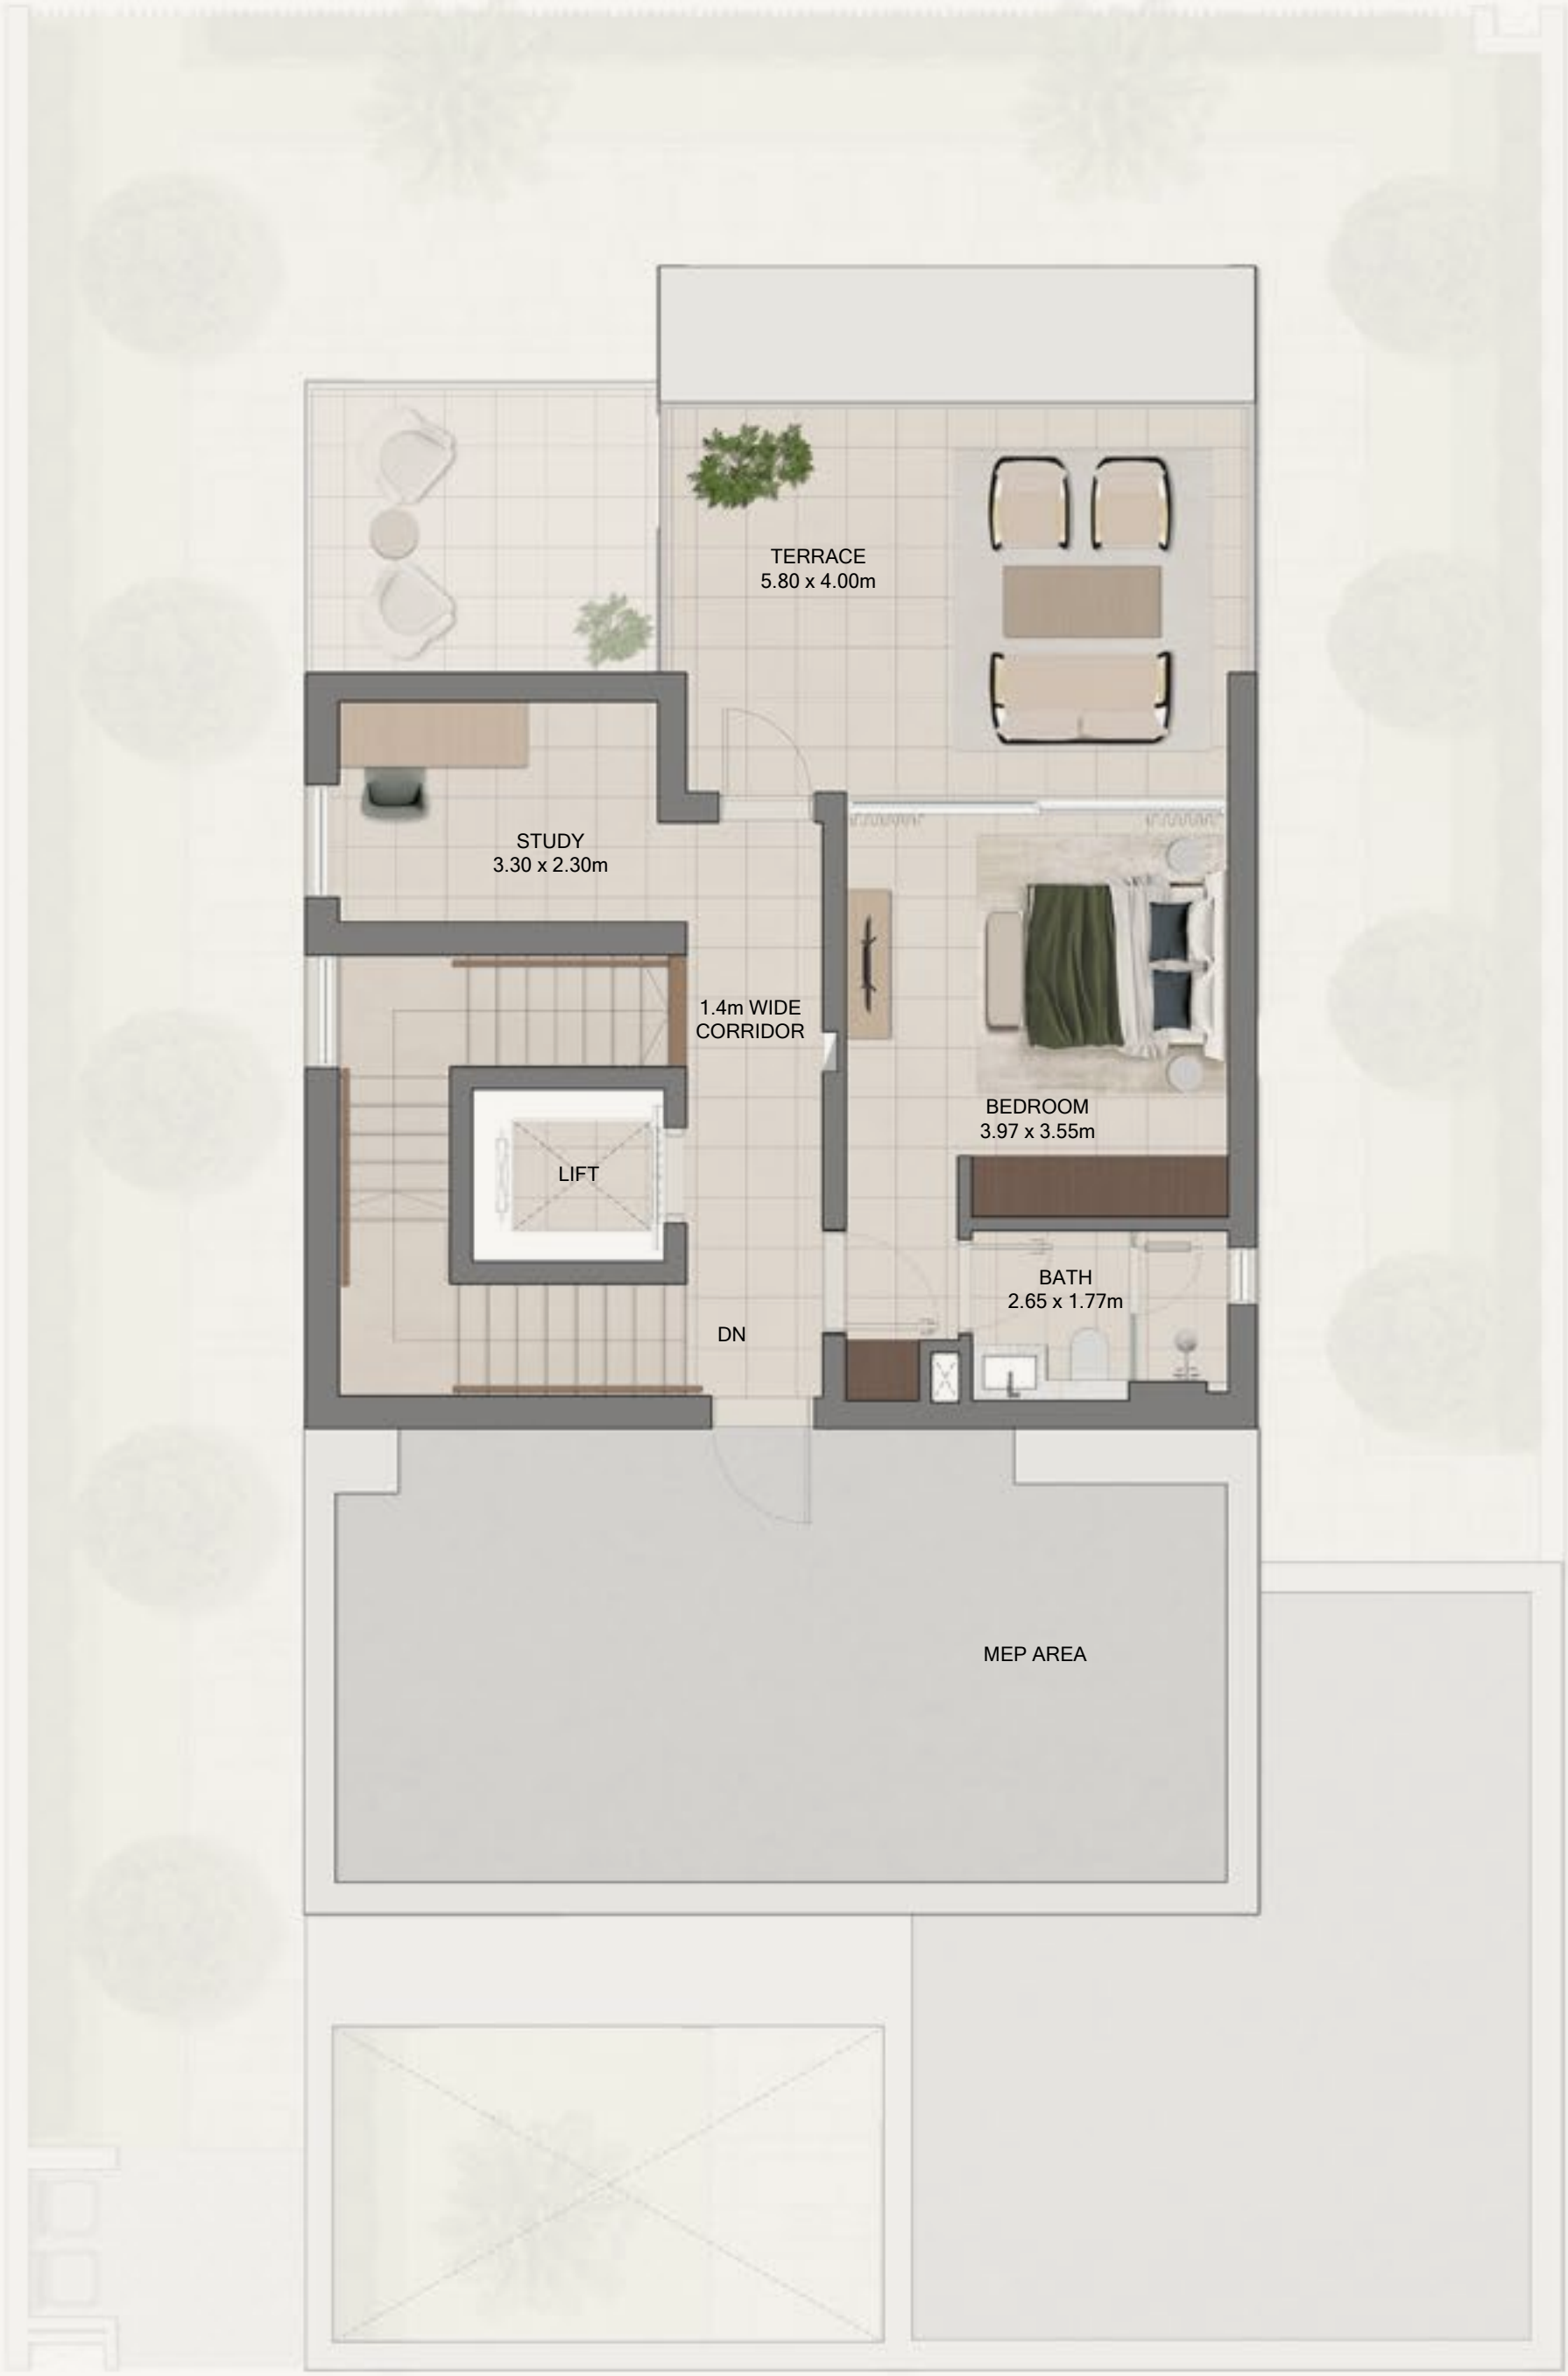 TERRACE
5.80 x 4.00m
STUDY
3.30 x 2.30m
1.4m WIDE
CORRIDOR
BEDROOM
3.97 x 3.55m
LIFT
BATH
2.65 x 1.77m
DN
MEP AREA